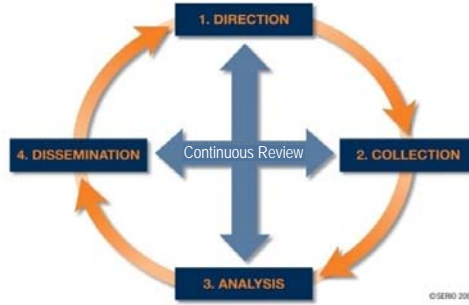 1. DIRECTION
4. DISSEMINATION
Continuous Review
2. COLLECTION
3. ANALYSIS